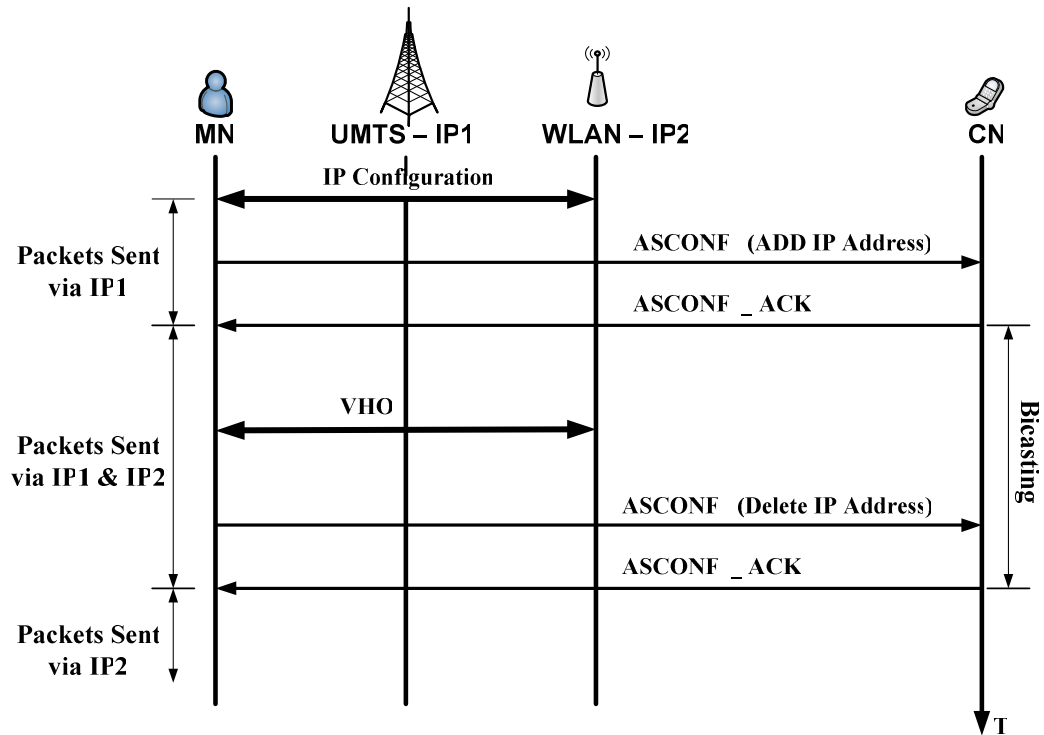 MN
UMTS – IP1
WLAN – IP2
CN
IP Configuration
Packets Sent
via IP1
ASCONF (ADD IP Address)
ASCONF _ ACK
VHO
Packets Sent
via IP1 & IP2
Bicasting
ASCONF (Delete IP Address)
ASCONF _ ACK
Packets Sent
via IP2
T